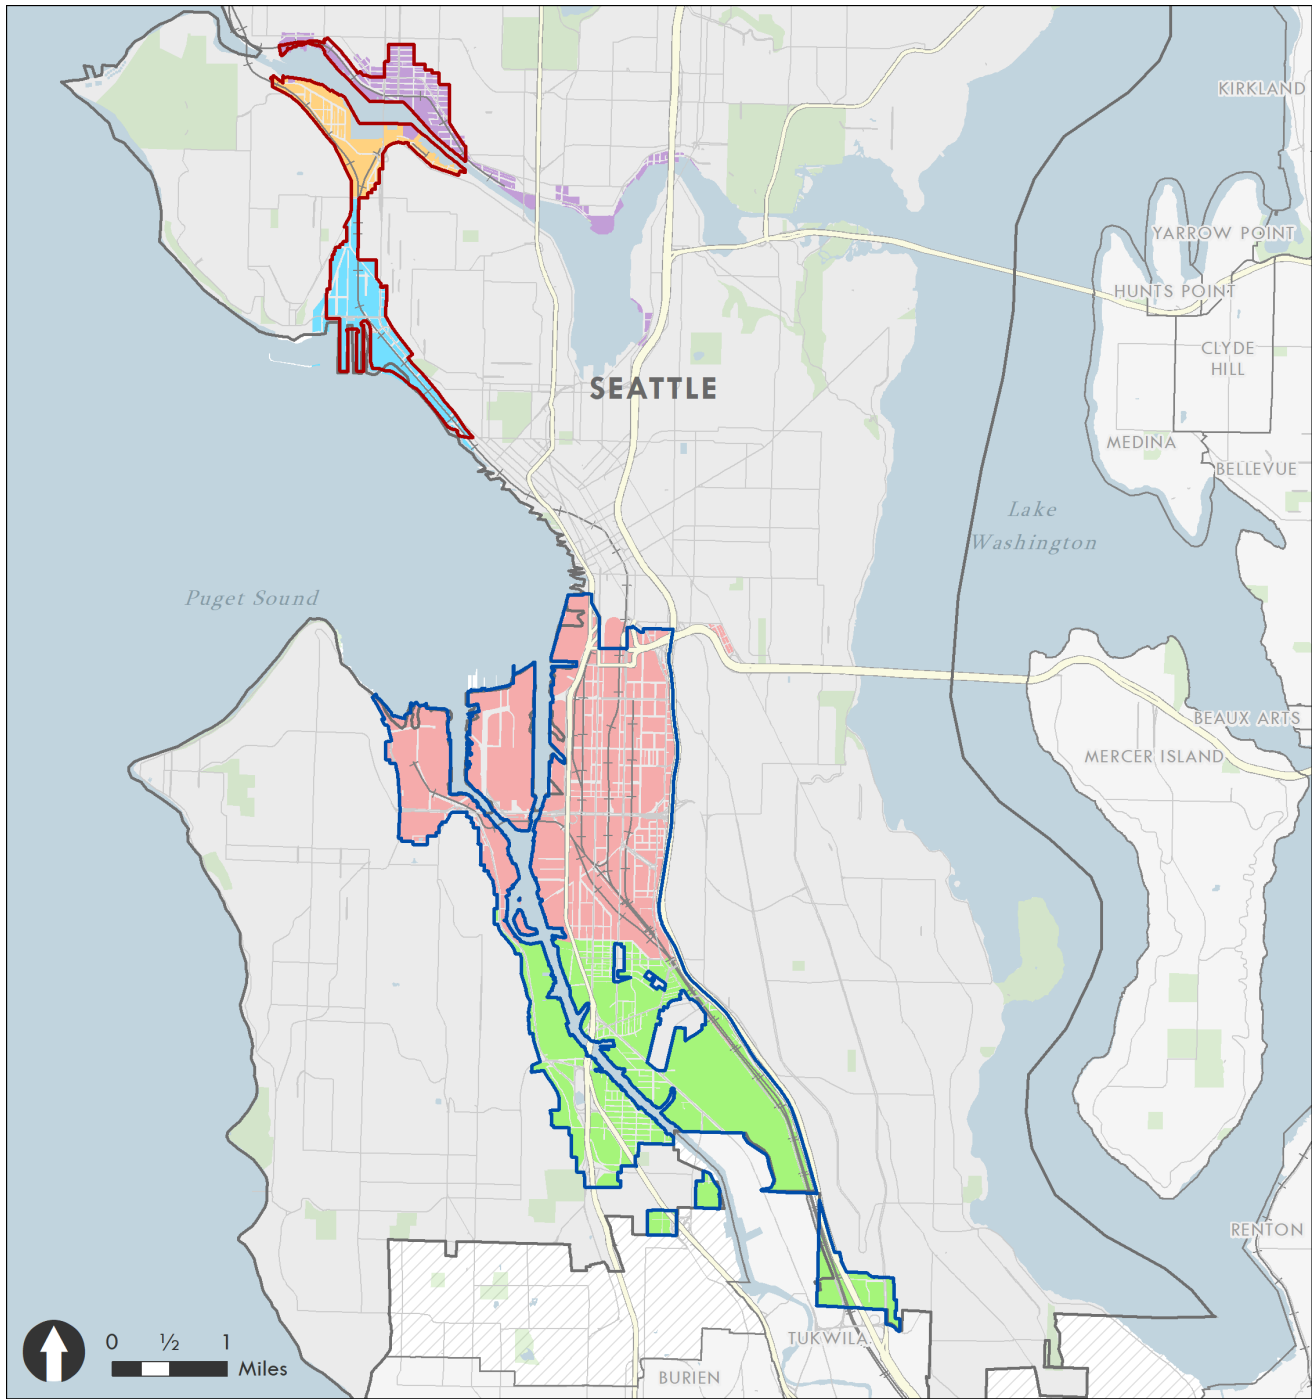 KIRKLAND
YARROW POINT
HUNTS POINT
CLYDE
HILL
SEATTLE
MEDINA
BELLEVUE
Lake
Washington
Puget Sound
BEAUX ARTS
MERCER ISLAND
RENTON
TUKWILA
BURIEN
0 ½ 1
Miles